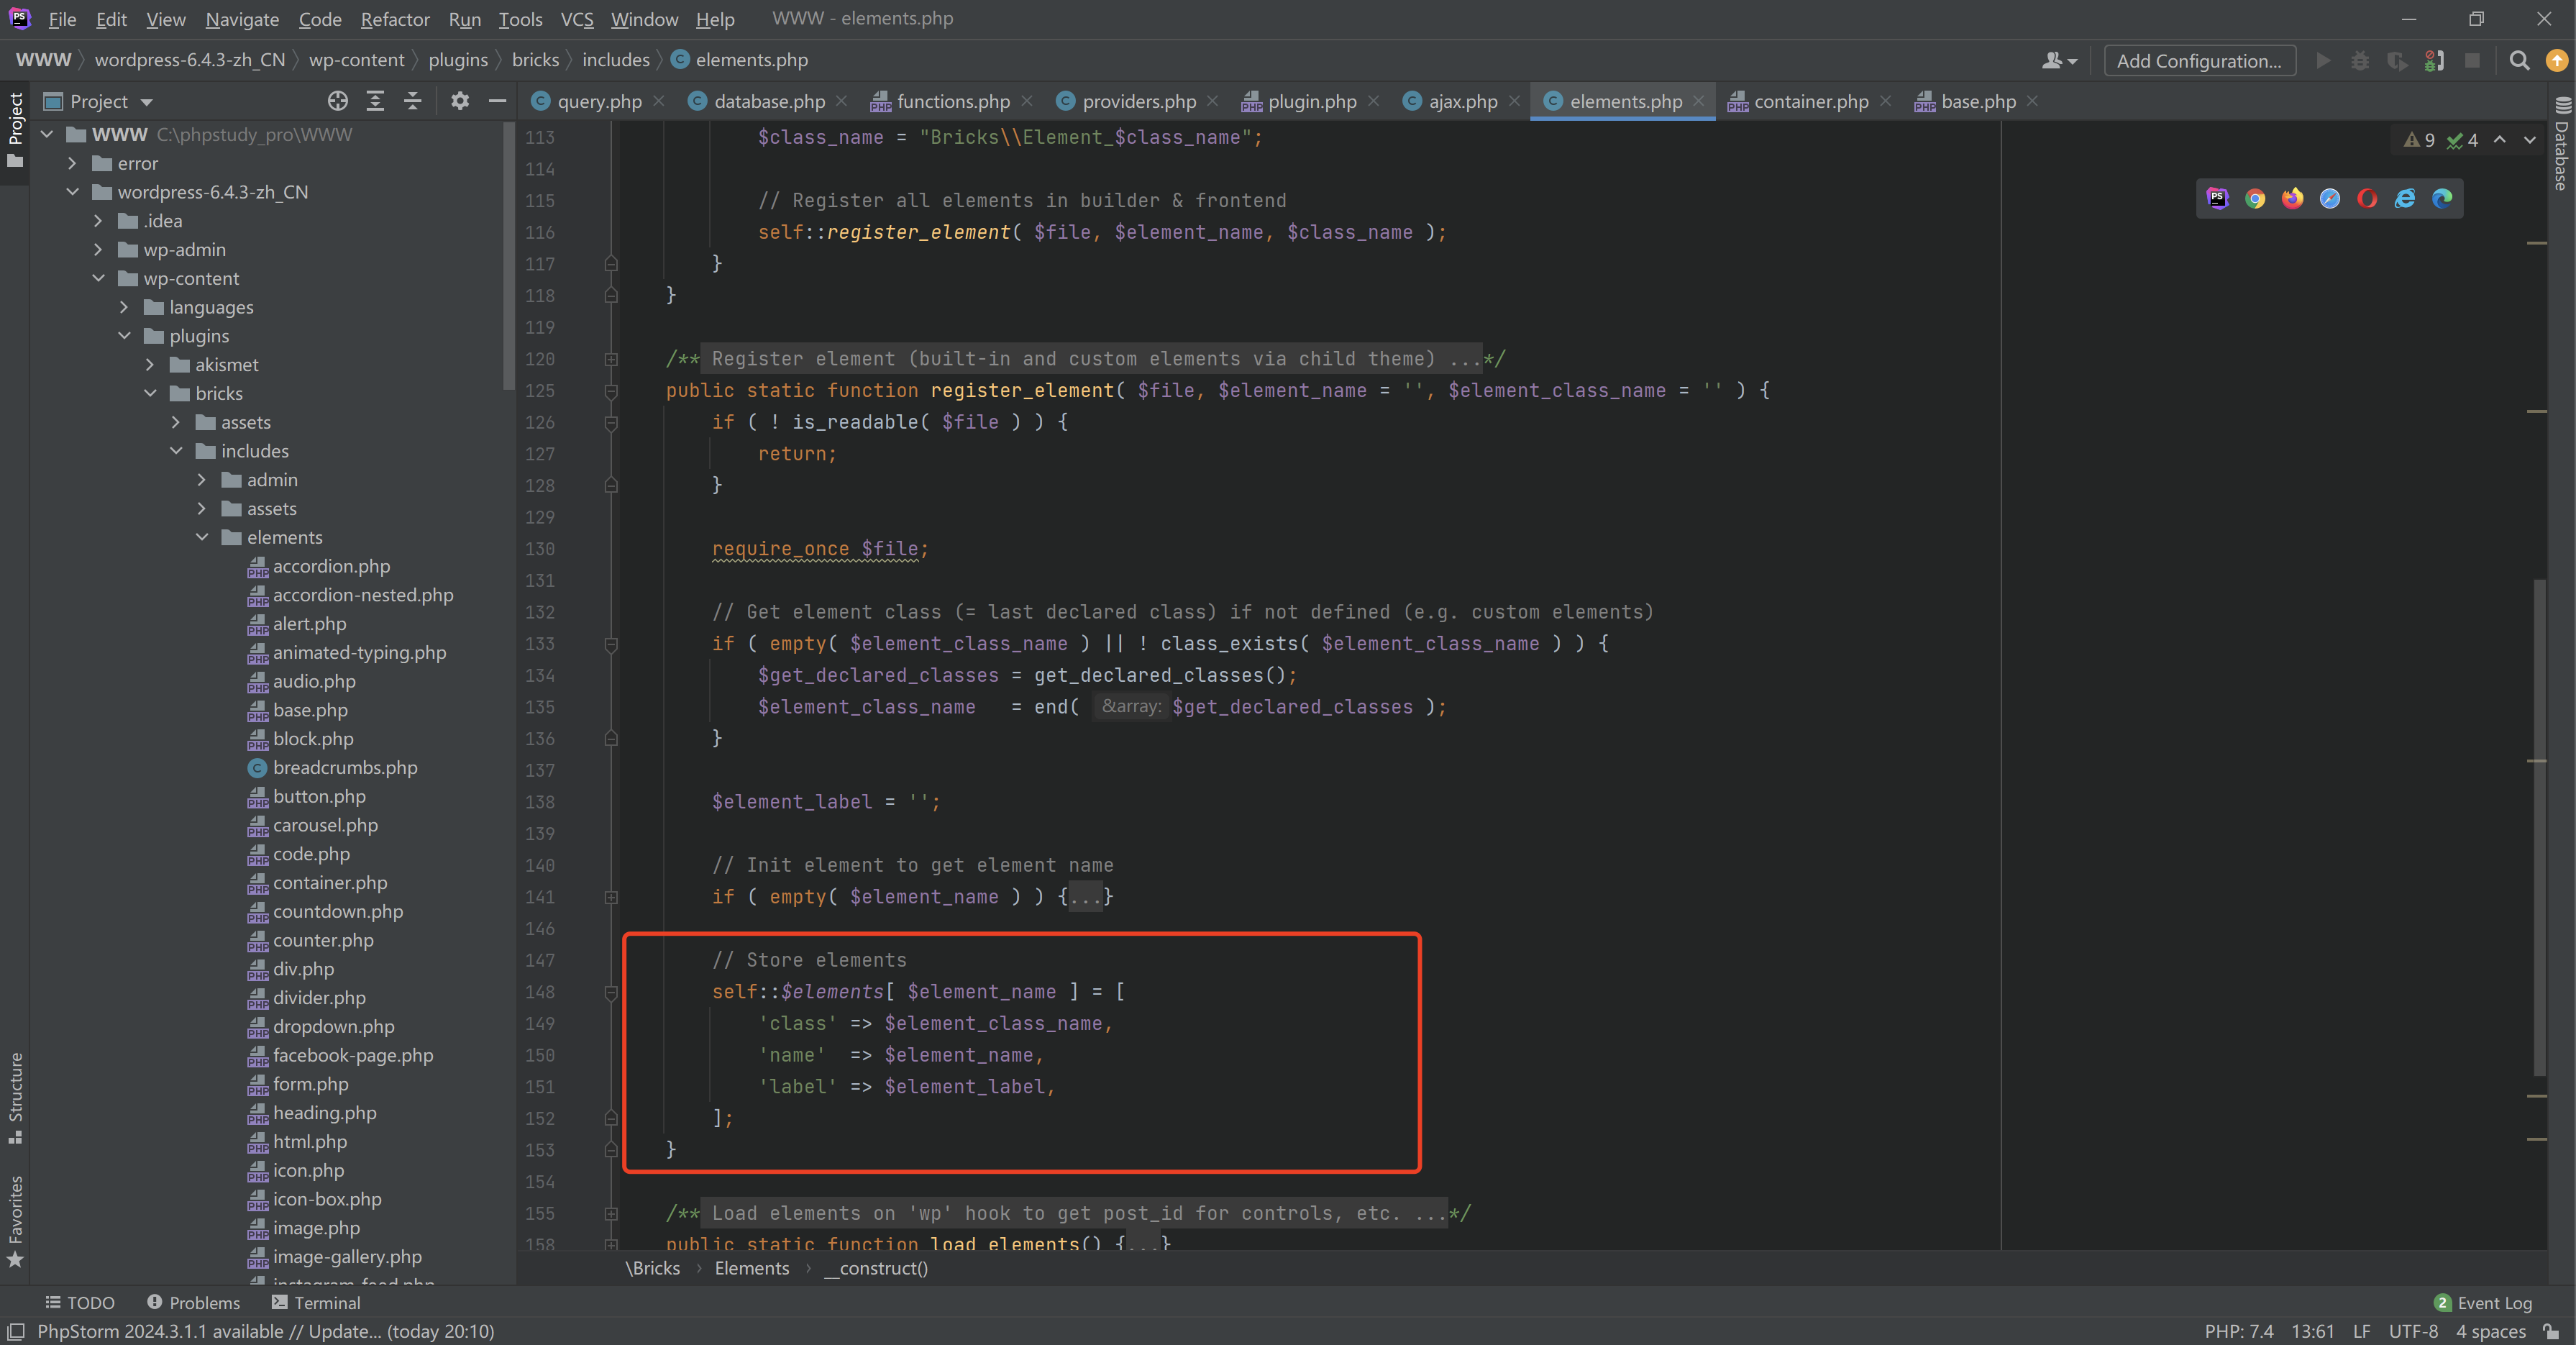 File Edit View Navigate Code Refactor Run Tools VCS Window Help WWW - elements.php
WWW wordpress-6.4.3-zh_CN wp-content plugins bricks includes elements.php Add Configuration...
Project query.php database.php functions.php providers.php plugin.php ajax.php elements.php container.php base.php
Project
Structure
Favorites
Database
WWW C:\phpstudy_pro\WWW
error
wordpress-6.4.3-zh_CN
.idea
wp-admin
wp-content
languages
plugins
akismet
bricks
assets
includes
admin
assets
elements
accordion.php
accordion-nested.php
alert.php
animated-typing.php
audio.php
base.php
block.php
breadcrumbs.php
button.php
carousel.php
code.php
container.php
countdown.php
counter.php
div.php
divider.php
dropdown.php
facebook-page.php
form.php
heading.php
html.php
icon.php
icon-box.php
image.php
image-gallery.php
instagram-feed.php
9 4
113 $class_name = "Bricks\\Element_$class_name";
114
115 // Register all elements in builder & frontend
116 self::register_element( $file, $element_name, $class_name );
117 }
118 }
119
120 /** Register element (built-in and custom elements via child theme) ...*/
125 public static function register_element( $file, $element_name = '', $element_class_name = '' ) {
126 if ( ! is_readable( $file ) ) {
127 return;
128 }
129
130 require_once $file;
131
132 // Get element class (= last declared class) if not defined (e.g. custom elements)
133 if ( empty( $element_class_name ) || ! class_exists( $element_class_name ) ) {
134 $get_declared_classes = get_declared_classes();
135 $element_class_name = end( &array: $get_declared_classes );
136 }
137
138 $element_label = '';
139
140 // Init element to get element name
141 if ( empty( $element_name ) ) {...}
146
147 // Store elements
148 self::$elements[ $element_name ] = [
149 'class' => $element_class_name,
150 'name' => $element_name,
151 'label' => $element_label,
152 ];
153 }
154
155 /** Load elements on 'wp' hook to get post_id for controls, etc. ...*/
158 public static function load_elements() {...}
\Bricks Elements __construct()
TODO Problems Terminal 2 Event Log
PhpStorm 2024.3.1.1 available // Update... (today 20:10) PHP: 7.4 13:61 LF UTF-8 4 spaces